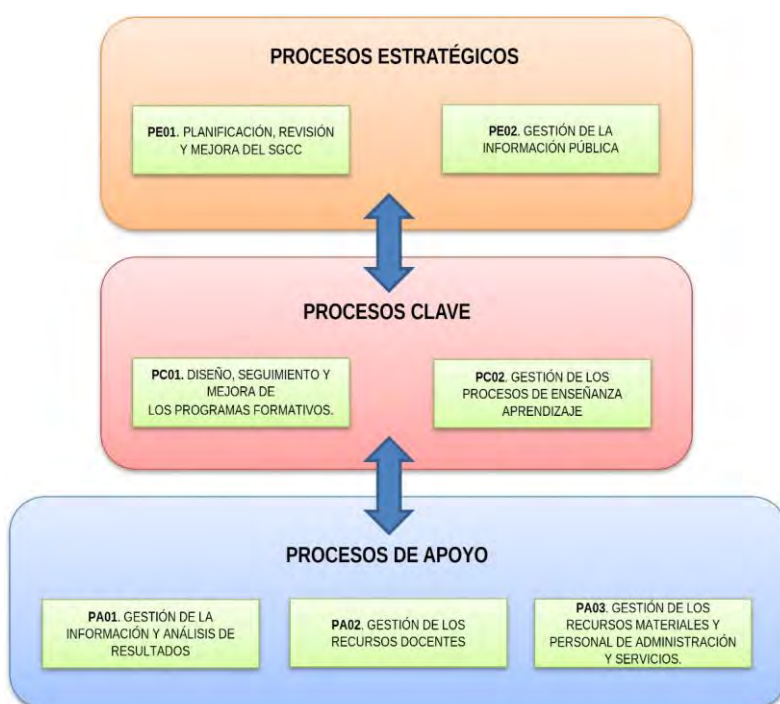 PROCESOS ESTRATÉGICOS
PE01. PLANIFICACIÓN, REVISIÓN
Y MEJORA DEL SGCC
PE02. GESTIÓN DE LA
INFORMACIÓN PÚBLICA
PROCESOS CLAVE
PC01. DISEÑO, SEGUIMIENTO Y
MEJORA DE
LOS PROGRAMAS FORMATIVOS.
PC02. GESTIÓN DE LOS
PROCESOS DE ENSEÑANZA
APRENDIZAJE
PROCESOS DE APOYO
PA01. GESTIÓN DE LA
INFORMACIÓN Y ANÁLISIS DE
RESULTADOS
PA02. GESTIÓN DE LOS
RECURSOS DOCENTES
PA03. GESTIÓN DE LOS
RECURSOS MATERIALES Y
PERSONAL DE ADMINISTRACIÓN
Y SERVICIOS.